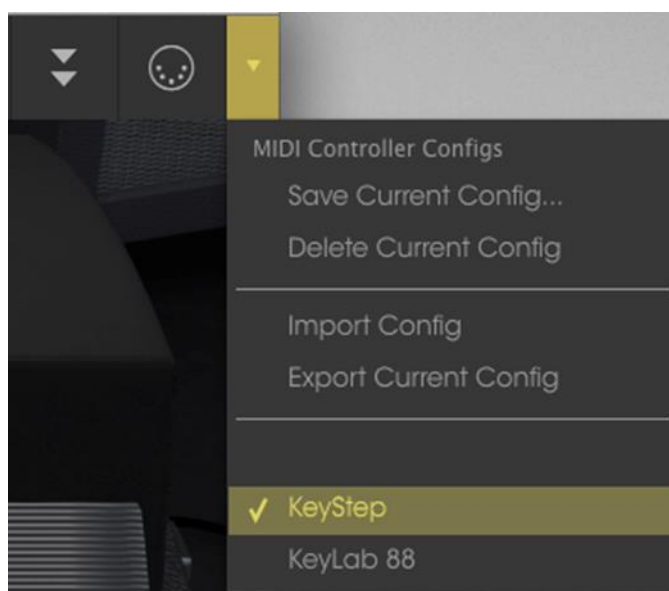 MIDI Controller Configs
Save Current Config...
Delete Current Config
Import Config
Export Current Config
KeyStep
KeyLab 88